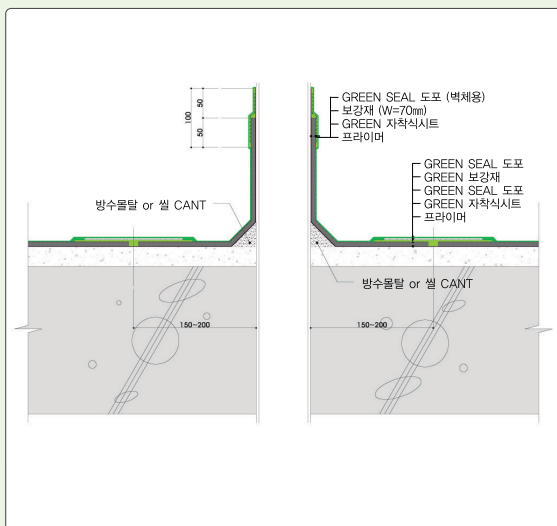 100
50
50
GREEN SEAL 도포 (벽체용)
보강재 (W=70㎜)
GREEN 자착식시트
프라이머
GREEN SEAL 도포
GREEN 보강재
GREEN SEAL 도포
GREEN 자착식시트
프라이머
방수몰탈 or 씰 CANT
방수몰탈 or 씰 CANT
150~200
150~200